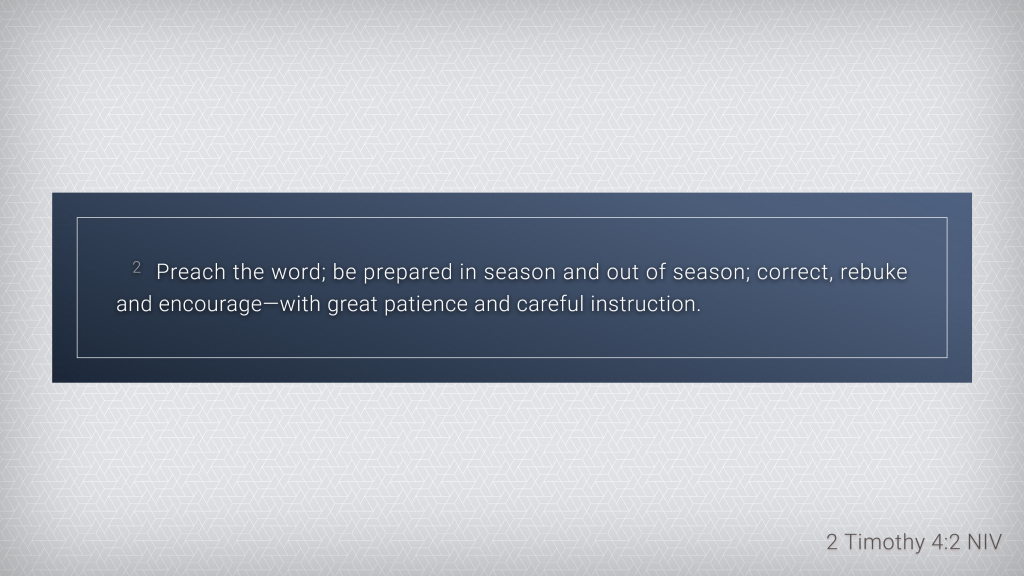 2 Preach the word; be prepared in season and out of season; correct, rebuke
and encourage—with great patience and careful instruction.
2 Timothy 4:2 NIV